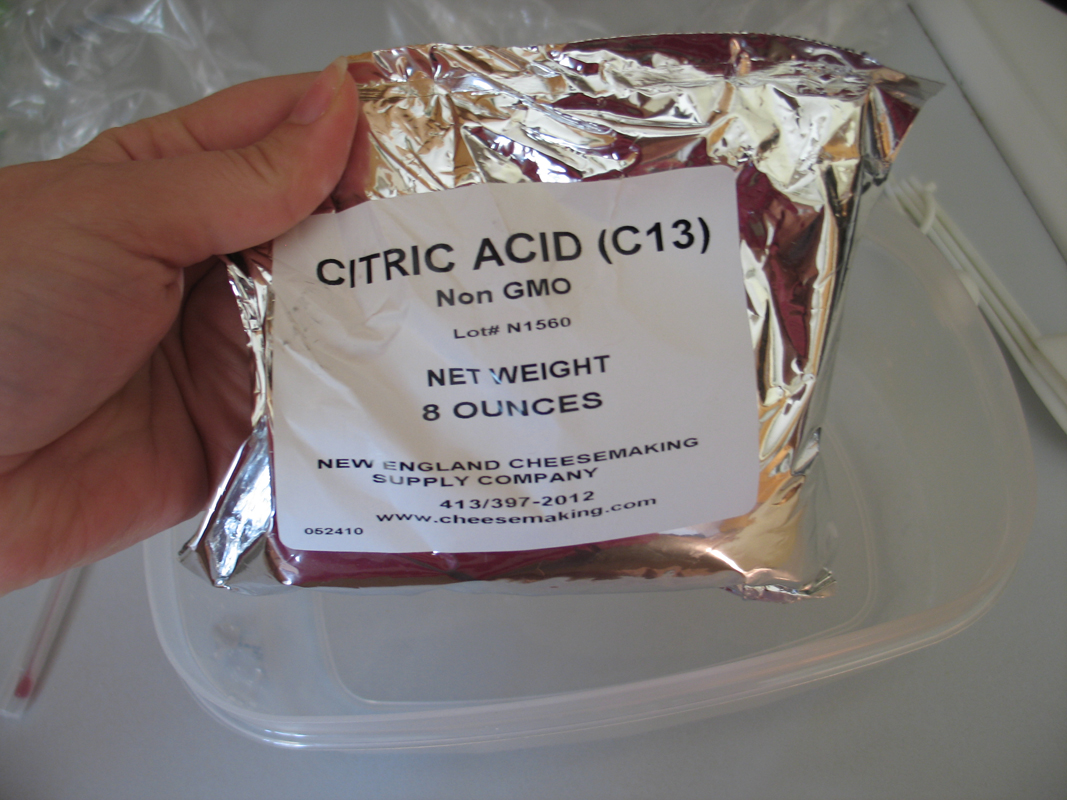 CITRIC ACID (C13)
Non GMO
Lot# N1560
NET WEIGHT
8 OUNCES
NEW ENGLAND CHEESEMAKING
SUPPLY COMPANY
413/397-2012
www.cheesemaking.com
052410